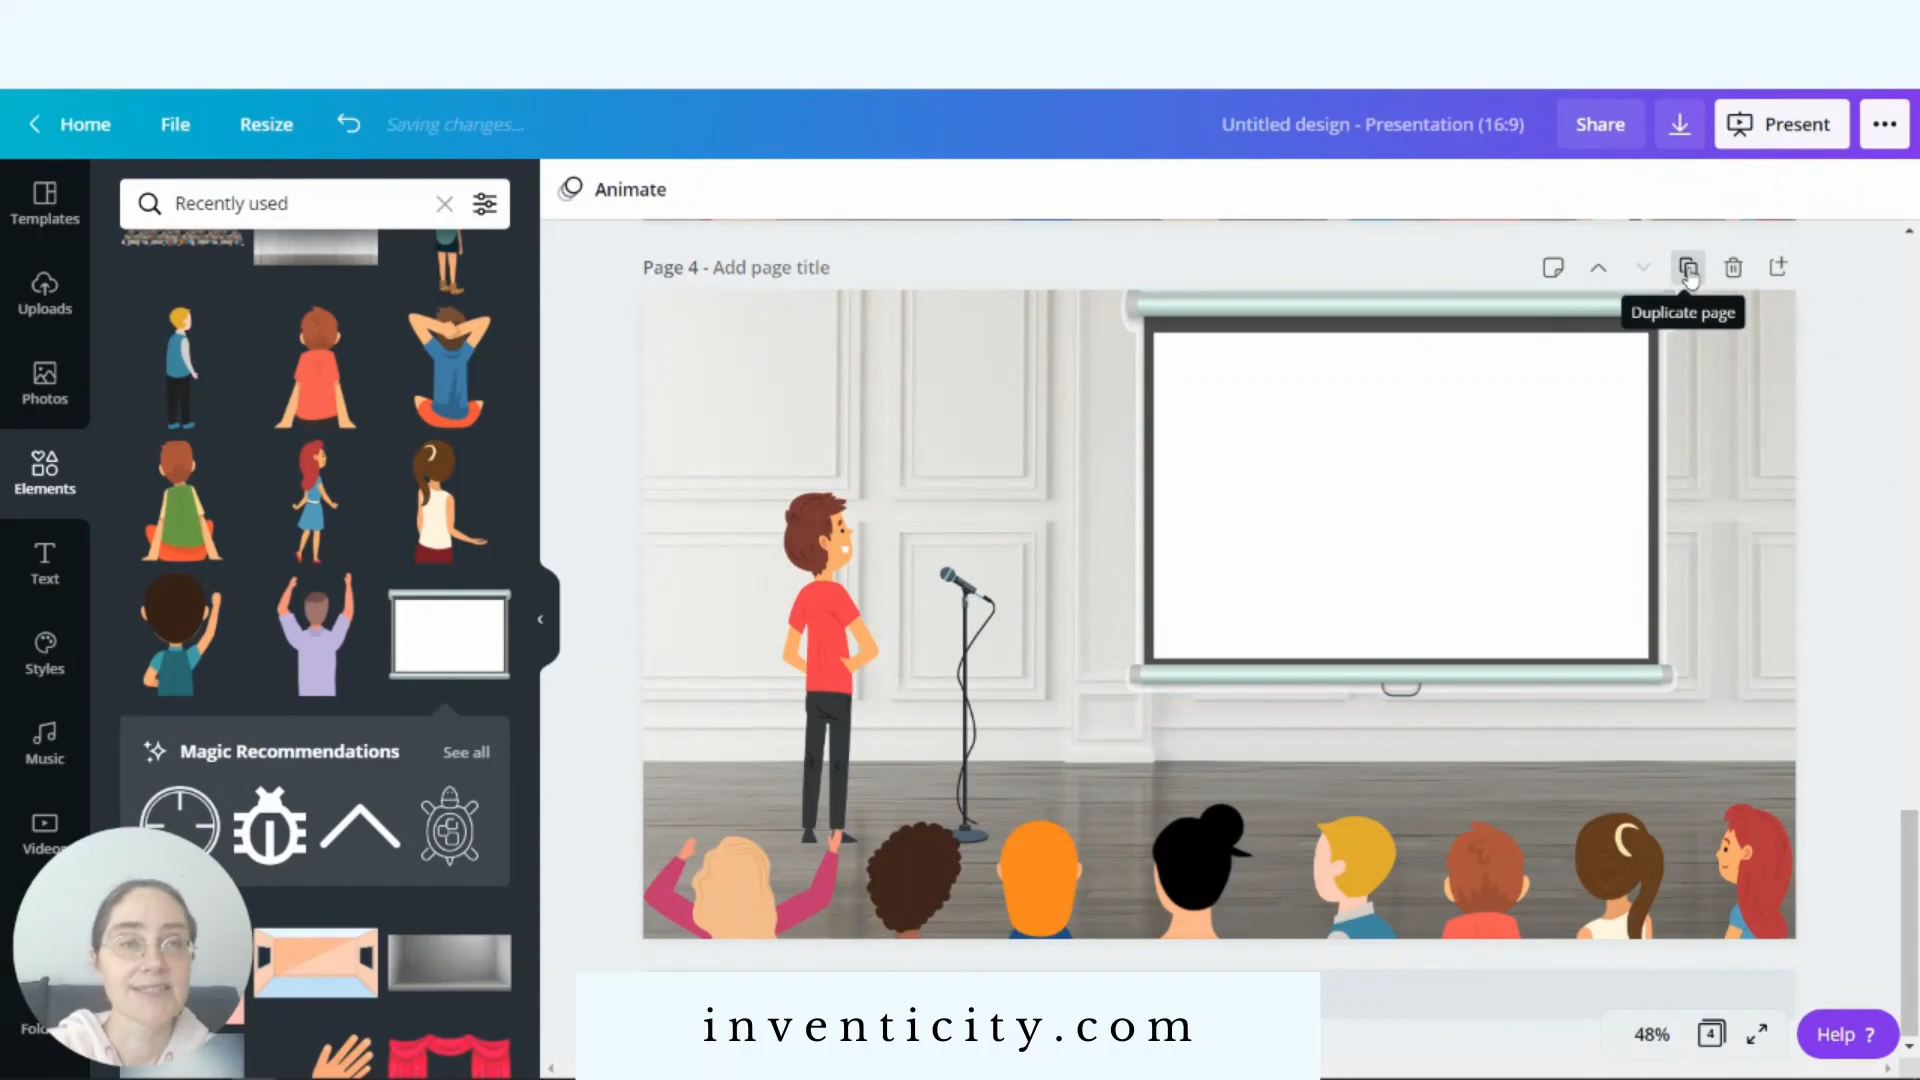 Home File Resize Saving changes... Untitled design - Presentation (16:9) Share Present
Templates
Recently used
Animate
Uploads
Page 4 - Add page title
Duplicate page
Photos
Elements
Text
Styles
Music
Magic Recommendations See all
Videos
inventicity.com
48% 4 Help ?